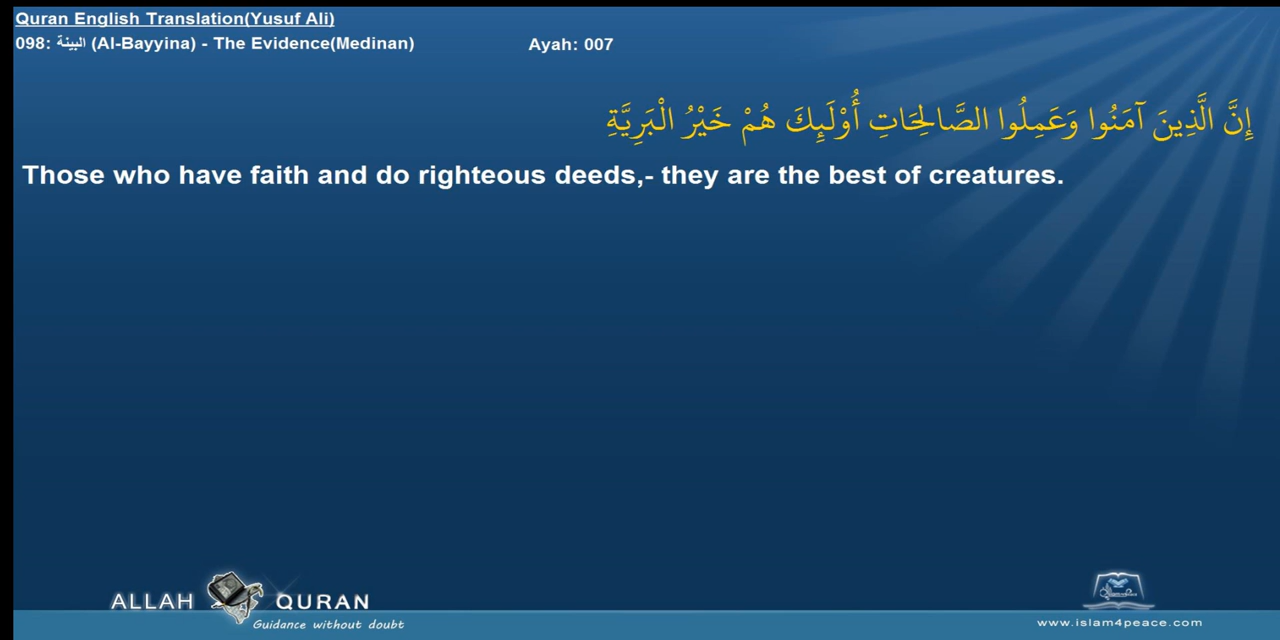 Quran English Translation(Yusuf Ali)
098: البينة (Al-Bayyina) - The Evidence(Medinan) Ayah: 007
إِنَّ الَّذِينَ آمَنُوا وَعَمِلُوا الصَّالِحَاتِ أُوْلَئِكَ هُمْ خَيْرُ الْبَرِيَّةِ
Those who have faith and do righteous deeds,- they are the best of creatures.
ALLAH QURAN
Guidance without doubt
www.islam4peace.com